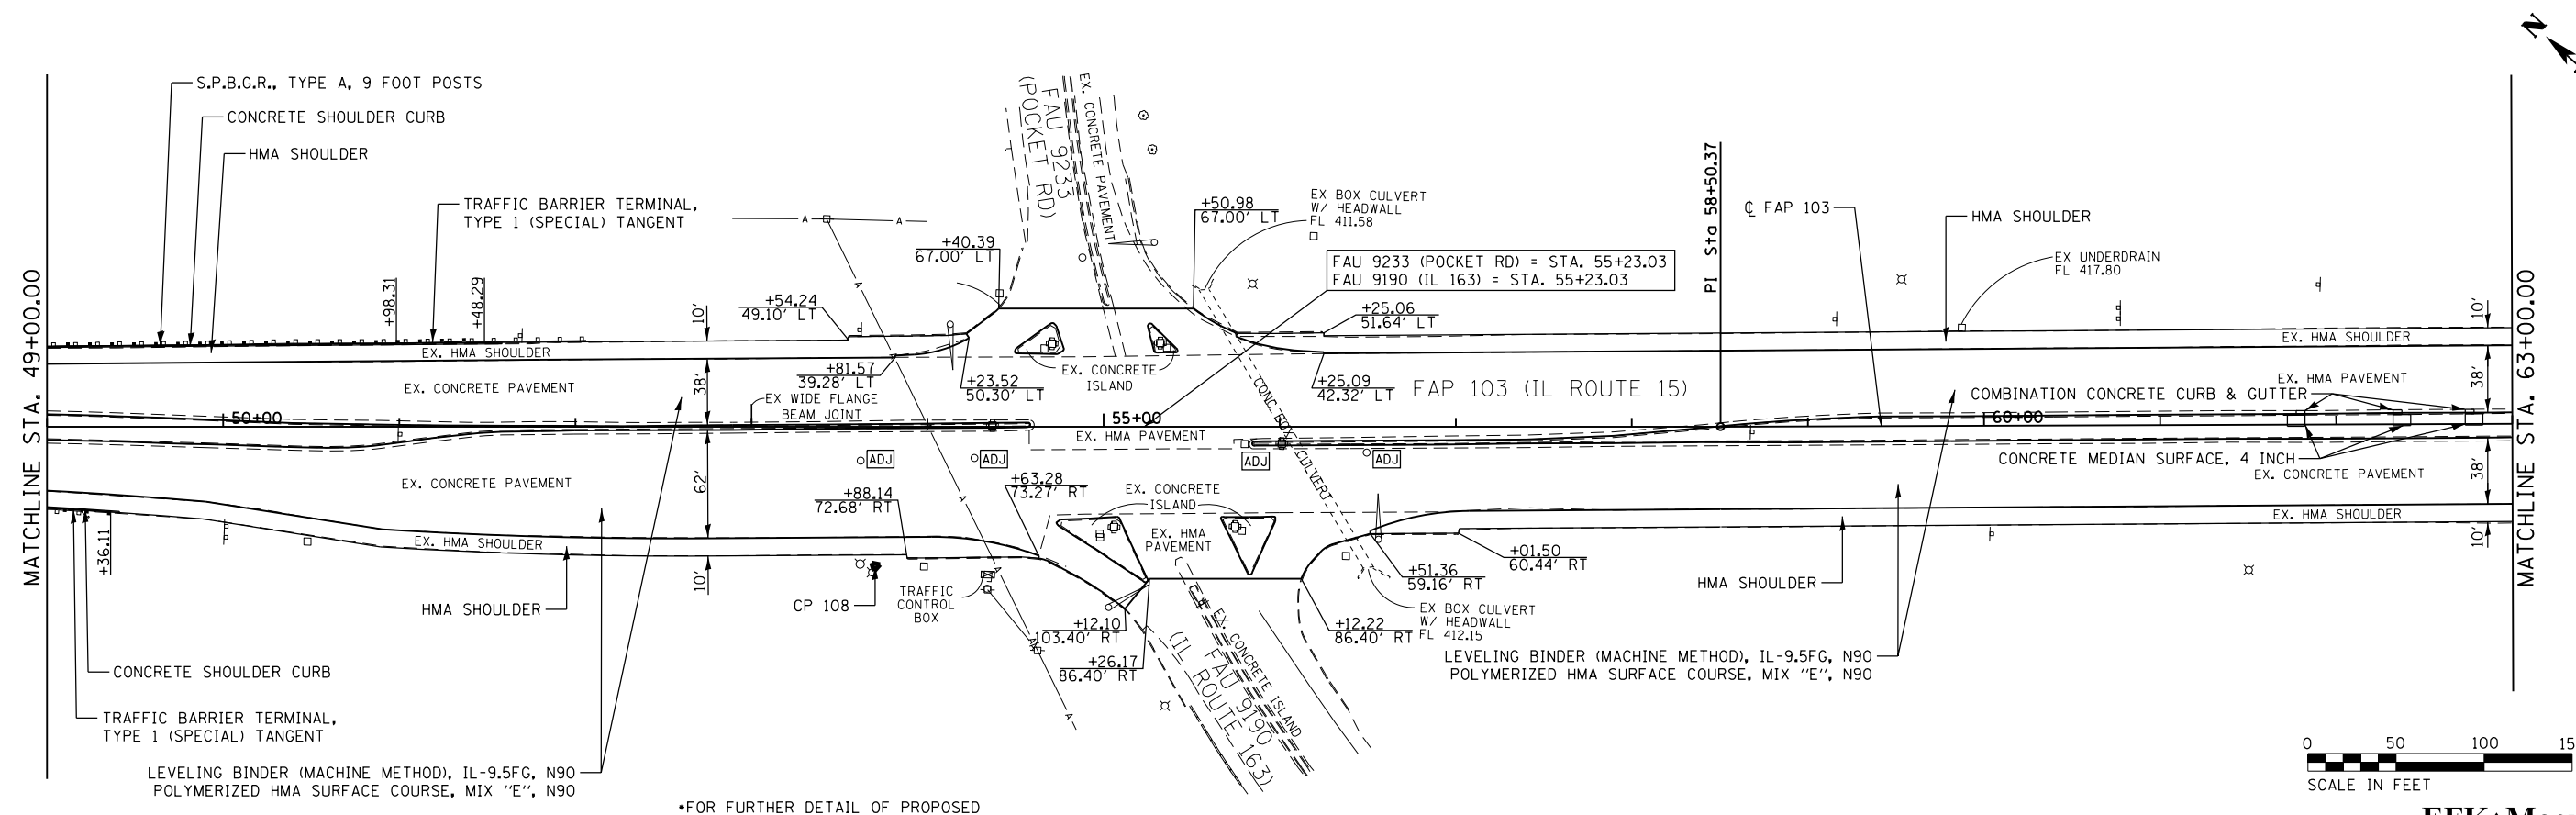 N
S.P.B.G.R., TYPE A, 9 FOOT POSTS
CONCRETE SHOULDER CURB
HMA SHOULDER
TRAFFIC BARRIER TERMINAL,
TYPE 1 (SPECIAL) TANGENT
MATCHLINE STA. 49+00.00
+98.31
+48.29
10'
+54.24
49.10' LT
A
A
A
+40.39
67.00' LT
FAU 9233
(POCKET RD)
EX. CONCRETE PAVEMENT
+50.98
67.00' LT
EX BOX CULVERT
W/ HEADWALL
FL 411.58
FAU 9233 (POCKET RD) = STA. 55+23.03
FAU 9190 (IL 163) = STA. 55+23.03
+25.06
51.64' LT
PI Sta 58+50.37
℄ FAP 103
HMA SHOULDER
EX UNDERDRAIN
FL 417.80
10'
MATCHLINE STA. 63+00.00
EX. HMA SHOULDER
EX. HMA SHOULDER
EX. CONCRETE PAVEMENT
38'
+81.57
39.28' LT
+23.52
50.30' LT
EX. CONCRETE
ISLAND
+25.09
42.32' LT
FAP 103 (IL ROUTE 15)
EX. HMA PAVEMENT
38'
COMBINATION CONCRETE CURB & GUTTER
EX WIDE FLANGE
BEAM JOINT
50+00
55+00
60+00
EX. HMA PAVEMENT
CONC BOX CULVERT
CONCRETE MEDIAN SURFACE, 4 INCH
EX. CONCRETE PAVEMENT
38'
ADJ
ADJ
ADJ
ADJ
EX. CONCRETE PAVEMENT
62'
+88.14
72.68' RT
A
+63.28
73.27' RT
EX. CONCRETE
ISLAND
EX. HMA
PAVEMENT
EX. HMA SHOULDER
EX. HMA SHOULDER
10'
10'
+36.11
+01.50
60.44' RT
+51.36
59.16' RT
HMA SHOULDER
HMA SHOULDER
CP 108
TRAFFIC
CONTROL
BOX
A
A
A
+12.10
103.40' RT
+26.17
86.40' RT
+12.22
86.40' RT
EX BOX CULVERT
W/ HEADWALL
FL 412.15
EX. CONCRETE ISLAND
FAU 9190
(IL ROUTE 163)
LEVELING BINDER (MACHINE METHOD), IL-9.5FG, N90
POLYMERIZED HMA SURFACE COURSE, MIX "E", N90
CONCRETE SHOULDER CURB
TRAFFIC BARRIER TERMINAL,
TYPE 1 (SPECIAL) TANGENT
LEVELING BINDER (MACHINE METHOD), IL-9.5FG, N90
POLYMERIZED HMA SURFACE COURSE, MIX "E", N90
*FOR FURTHER DETAIL OF PROPOSED
0 50 100
SCALE IN FEET